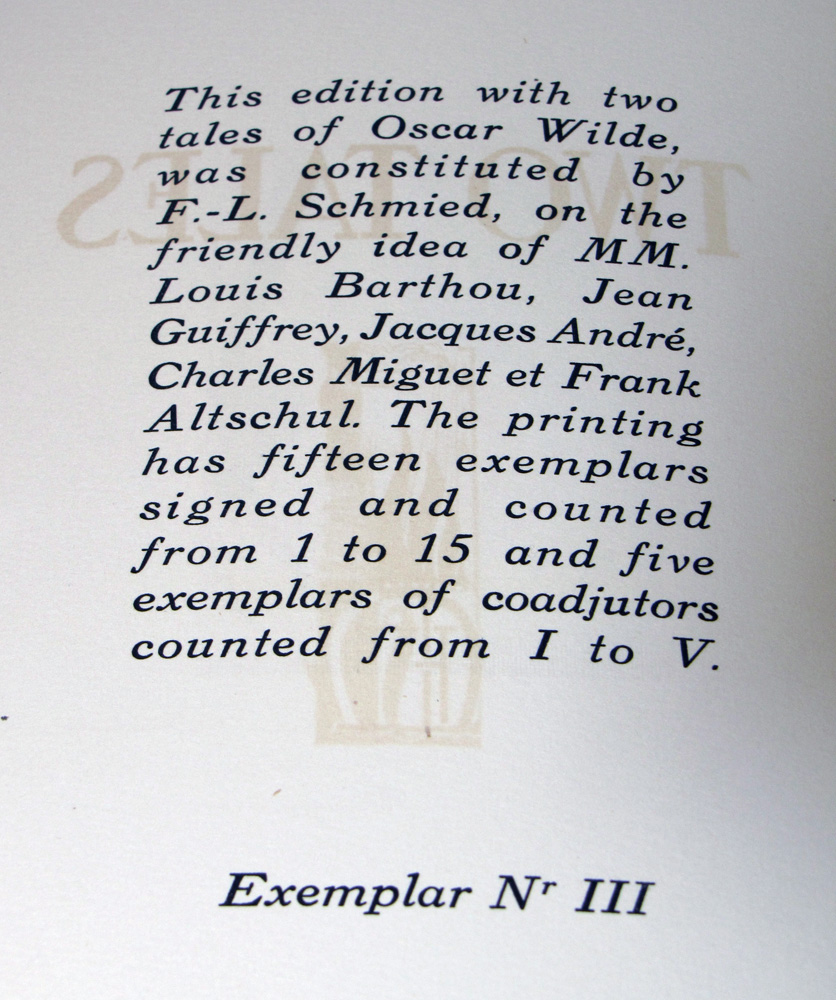 This edition with two
tales of Oscar Wilde,
was constituted by
F.-L. Schmied, on the
friendly idea of MM.
Louis Barthou, Jean
Guiffrey, Jacques André,
Charles Miguet et Frank
Altschul. The printing
has fifteen exemplars
signed and counted
from 1 to 15 and five
exemplars of coadjutors
counted from I to V.
Exemplar Nr III
TWO TALES